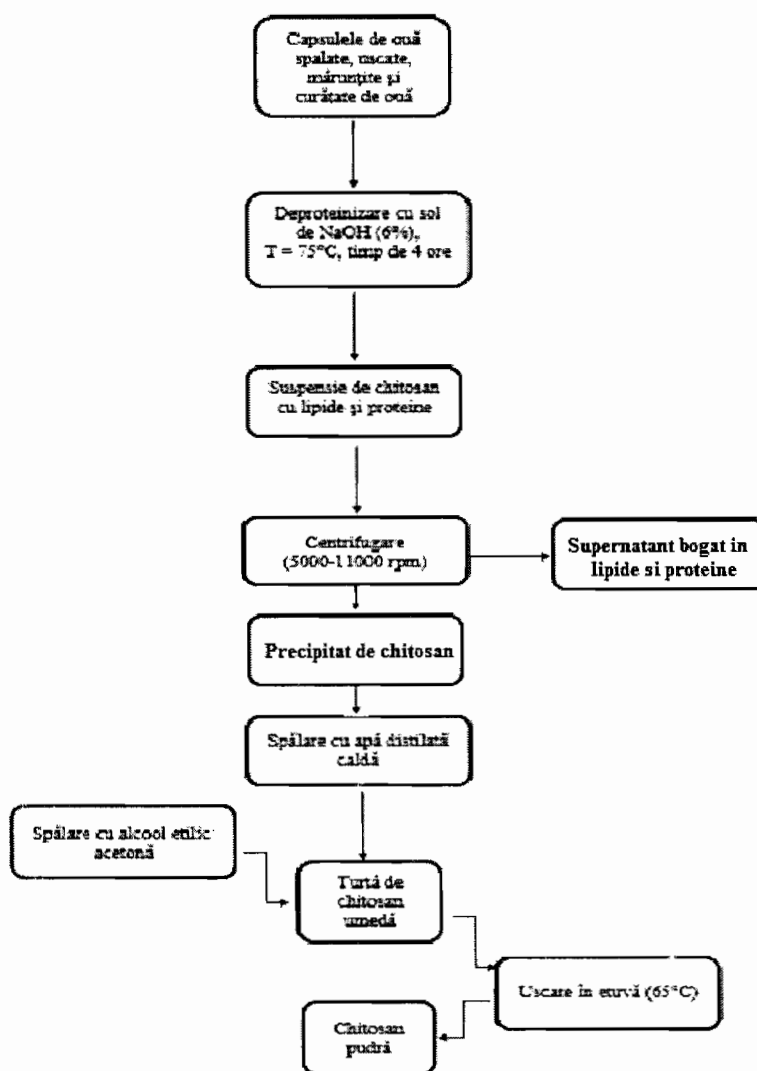 Capsulele de ouă
spalate, uscate,
mărunțite și
curățate de ouă
Deproteinizare cu sol
de NaOH (6%),
T = 75°C, timp de 4 ore
Suspensie de chitosan
cu lipide și proteine
Centrifugare
(5000-11000 rpm)
Supernatant bogat in
lipide si proteine
Precipitat de chitosan
Spălare cu apă distilată
caldă
Spălare cu alcool etilic
acetonă
Turtă de
chitosan
umedă
Uscare în etuvă (65°C)
Chitosan
pudră